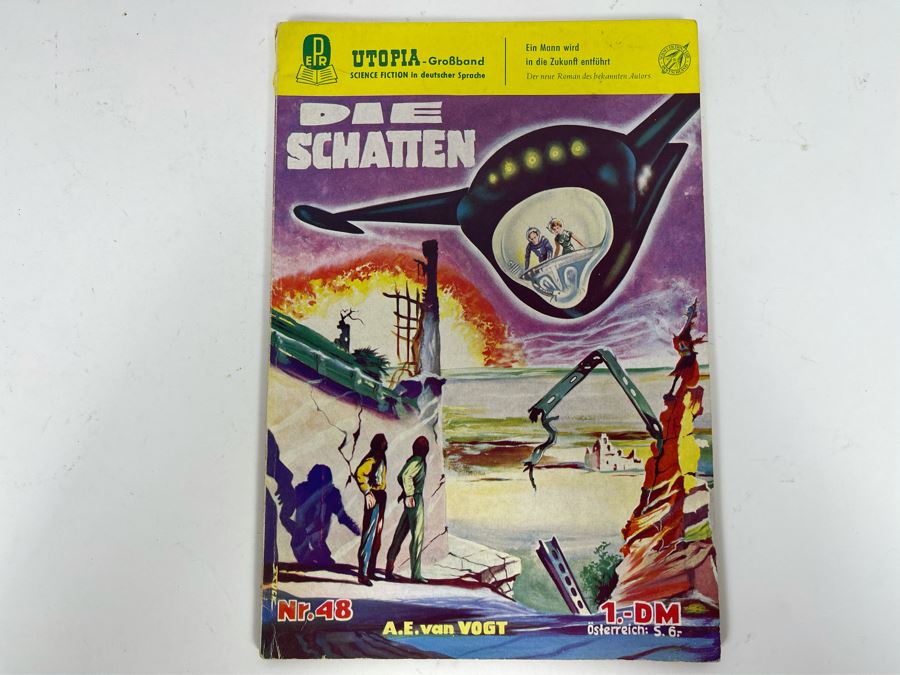 EPR
UTOPIA-Großband
SCIENCE FICTION in deutscher Sprache
Ein Mann wird
in die Zukunft entführt
Der neue Roman des bekannten Autors
DIE
SCHATTEN
Nr. 48
A.E. van VOGT
1.-DM
Österreich: S. 6.-